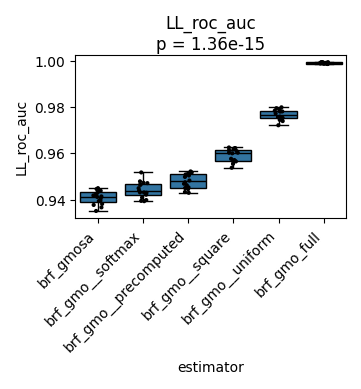 LL_roc_auc
p = 1.36e-15
LL_roc_auc
1.00
0.98
0.96
0.94
brf_gmosa
brf_gmo__softmax
brf_gmo__precomputed
brf_gmo__square
brf_gmo__uniform
brf_gmo_full
estimator